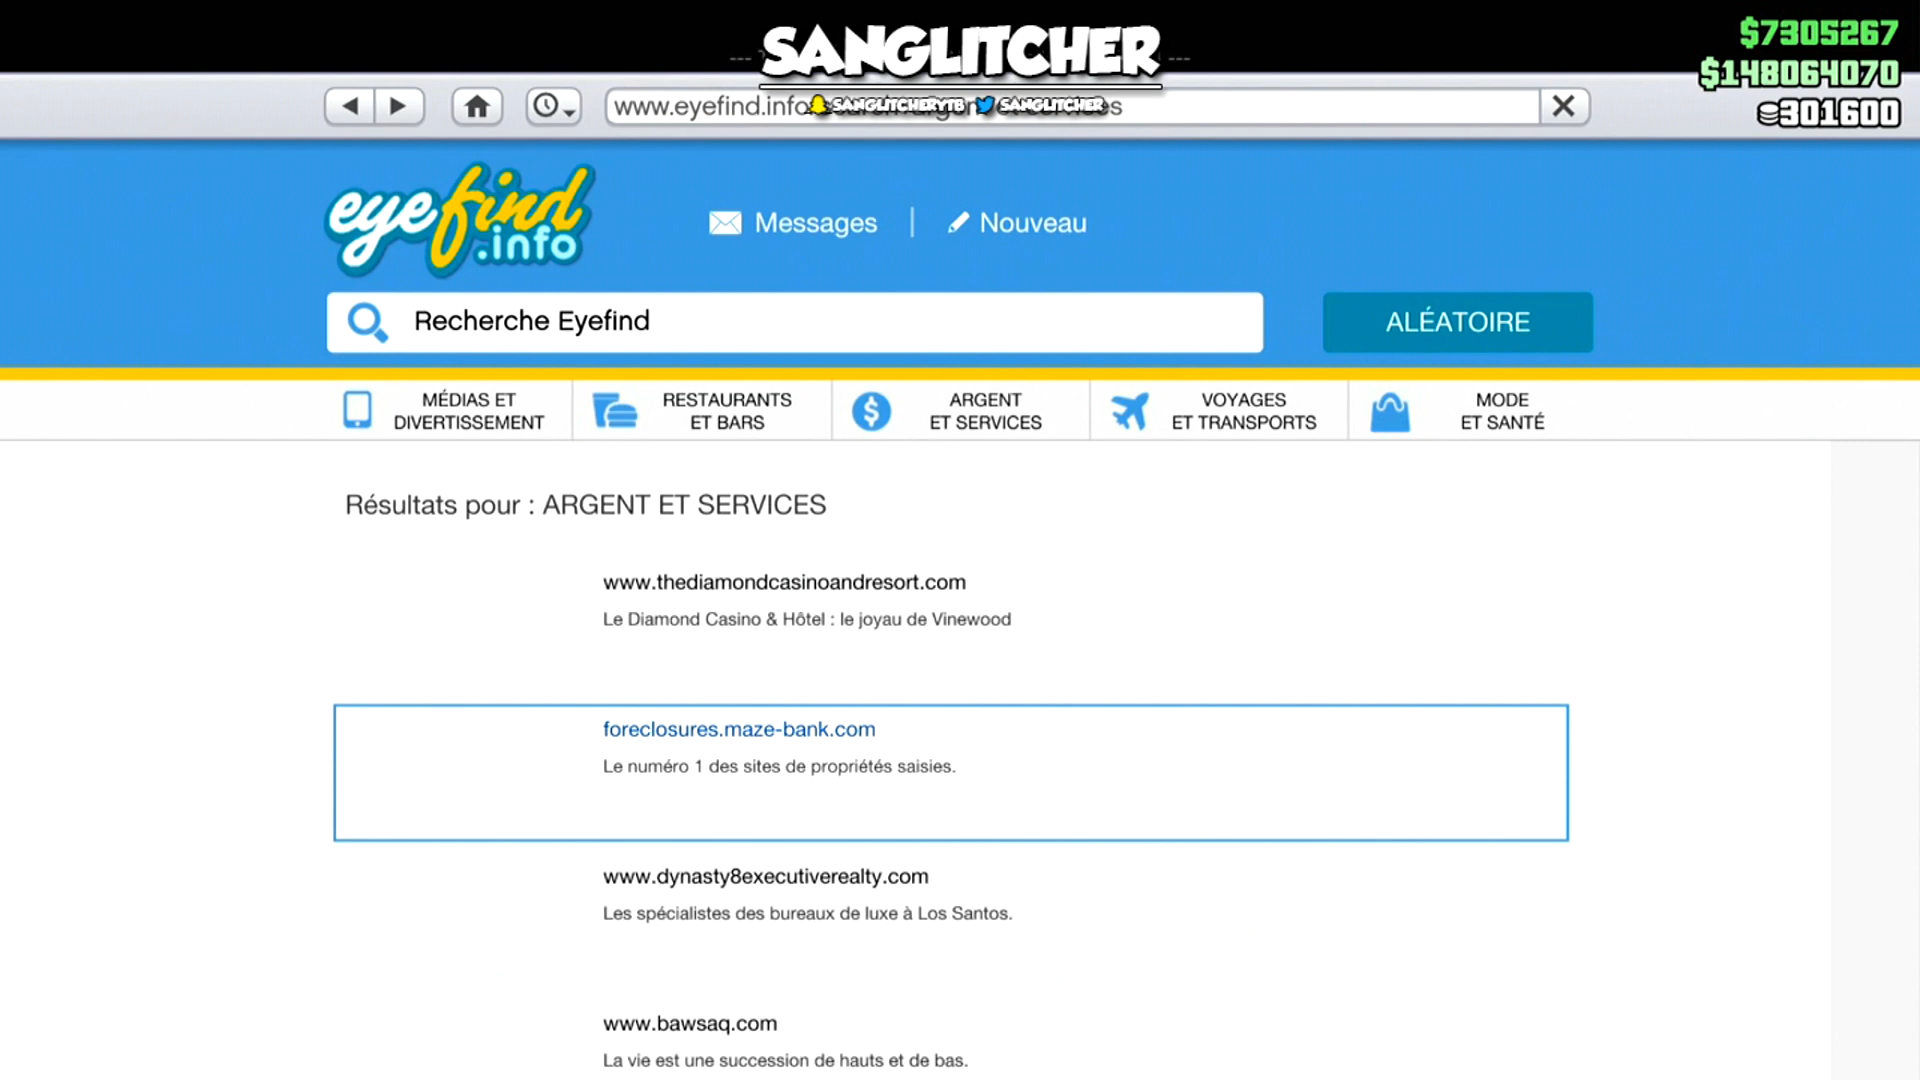 SANGLITCHER
$7305267
$148064070
301600
www.eyefind.info
SANGLITCHERYTB SANGLITCHER
eyefind.info
Messages | Nouveau
Recherche Eyefind
ALÉATOIRE
MÉDIAS ET
DIVERTISSEMENT
RESTAURANTS
ET BARS
ARGENT
ET SERVICES
VOYAGES
ET TRANSPORTS
MODE
ET SANTÉ
Résultats pour : ARGENT ET SERVICES
www.thediamondcasinoandresort.com
Le Diamond Casino & Hôtel : le joyau de Vinewood
foreclosures.maze-bank.com
Le numéro 1 des sites de propriétés saisies.
www.dynasty8executiverealty.com
Les spécialistes des bureaux de luxe à Los Santos.
www.bawsaq.com
La vie est une succession de hauts et de bas.